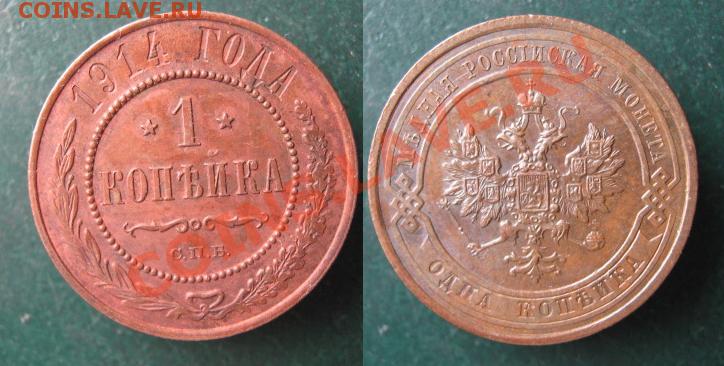 COINS.LAVE.RU
1914 ГОДА
1
КОПѢЙКА
С.П.Б.
МѢДНАЯ РОССІЙСКАЯ МОНЕТА
ОДНА КОПѢЙКА